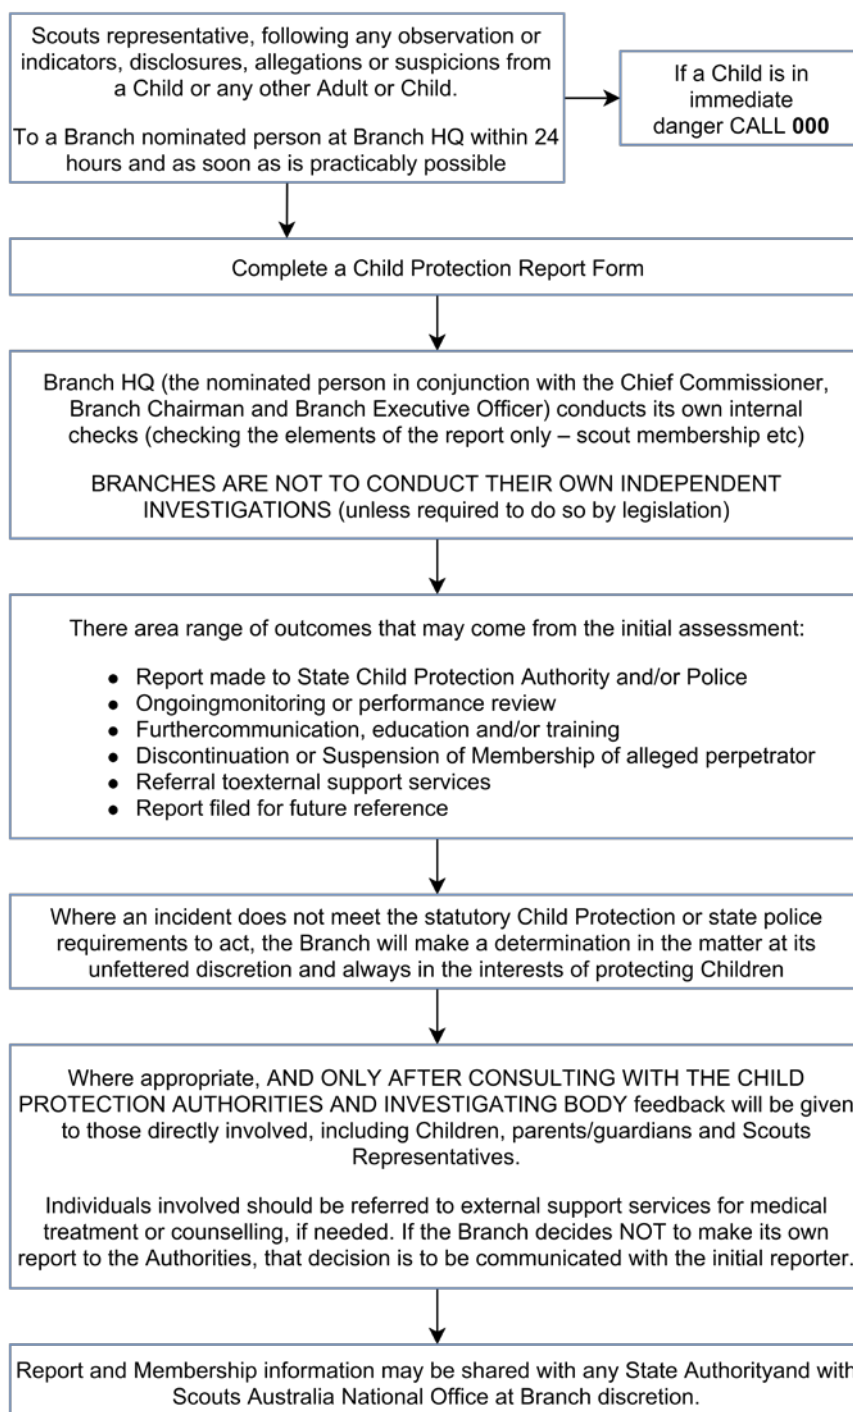 Scouts representative, following any observation or
indicators, disclosures, allegations or suspicions from
a Child or any other Adult or Child.
To a Branch nominated person at Branch HQ within 24
hours and as soon as is practicably possible
If a Child is in
immediate
danger CALL 000
Complete a Child Protection Report Form
Branch HQ (the nominated person in conjunction with the Chief Commissioner,
Branch Chairman and Branch Executive Officer) conducts its own internal
checks (checking the elements of the report only – scout membership etc)
BRANCHES ARE NOT TO CONDUCT THEIR OWN INDEPENDENT
INVESTIGATIONS (unless required to do so by legislation)
There area range of outcomes that may come from the initial assessment:
● Report made to State Child Protection Authority and/or Police
● Ongoingmonitoring or performance review
● Furthercommunication, education and/or training
● Discontinuation or Suspension of Membership of alleged perpetrator
● Referral toexternal support services
● Report filed for future reference
Where an incident does not meet the statutory Child Protection or state police
requirements to act, the Branch will make a determination in the matter at its
unfettered discretion and always in the interests of protecting Children
Where appropriate, AND ONLY AFTER CONSULTING WITH THE CHILD
PROTECTION AUTHORITIES AND INVESTIGATING BODY feedback will be given
to those directly involved, including Children, parents/guardians and Scouts
Representatives.
Individuals involved should be referred to external support services for medical
treatment or counselling, if needed. If the Branch decides NOT to make its own
report to the Authorities, that decision is to be communicated with the initial reporter.
Report and Membership information may be shared with any State Authorityand with
Scouts Australia National Office at Branch discretion.